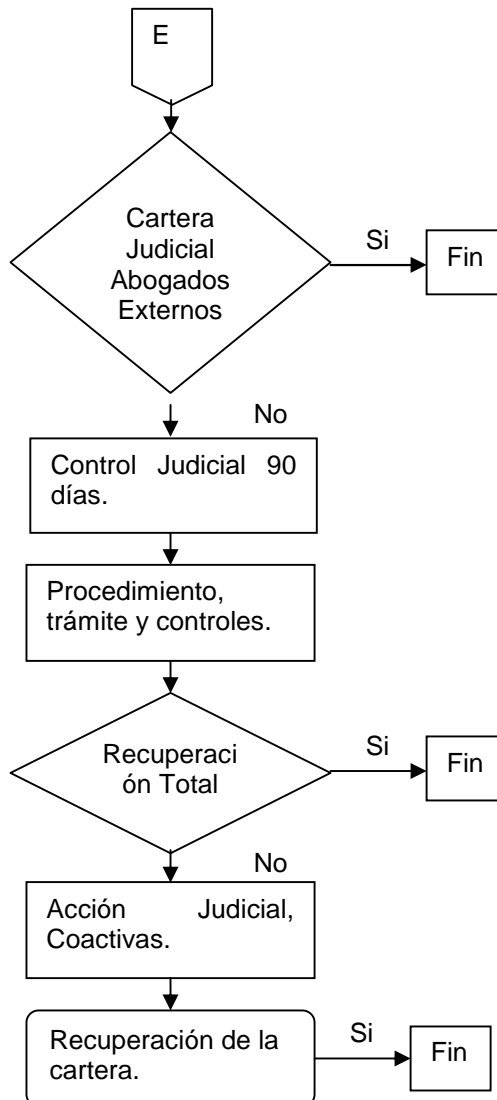 E
Cartera
Judicial
Abogados
Externos
Si
Fin
No
Control Judicial 90
días.
Procedimiento,
trámite y controles.
Recuperaci
ón Total
Si
Fin
No
Acción Judicial,
Coactivas.
Recuperación de la
cartera.
Si
Fin